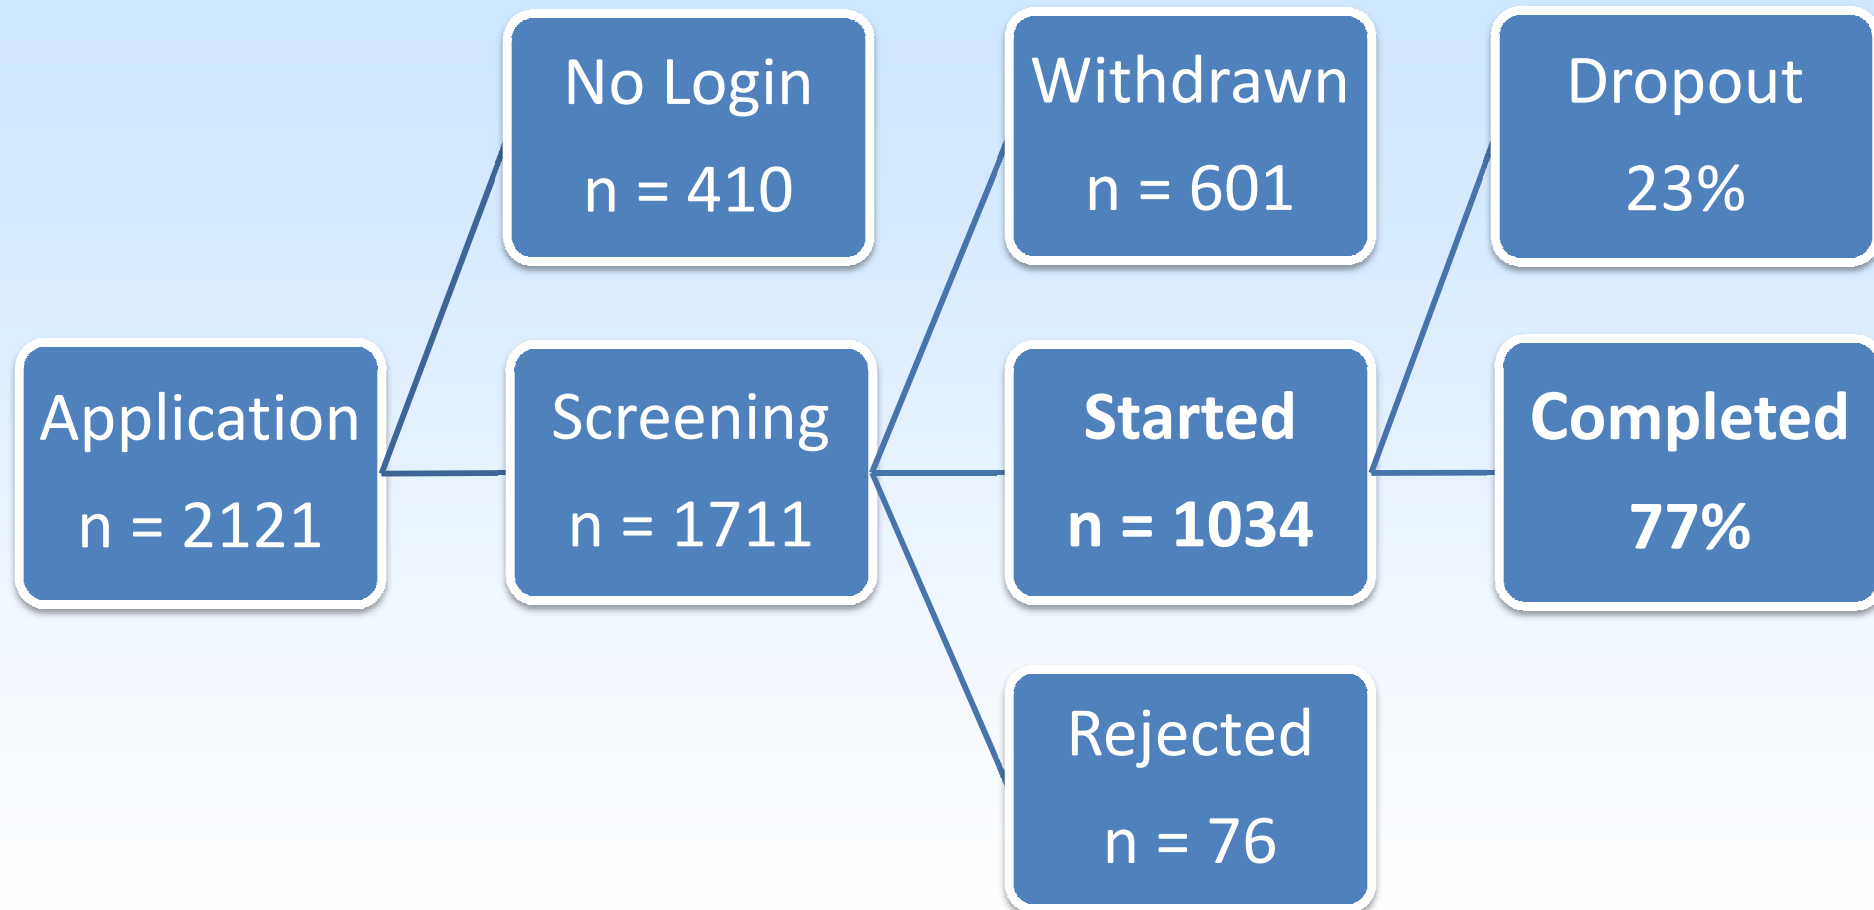 No Login
n = 410
Withdrawn
n = 601
Dropout
23%
Application
n = 2121
Screening
n = 1711
Started
n = 1034
Completed
77%
Rejected
n = 76